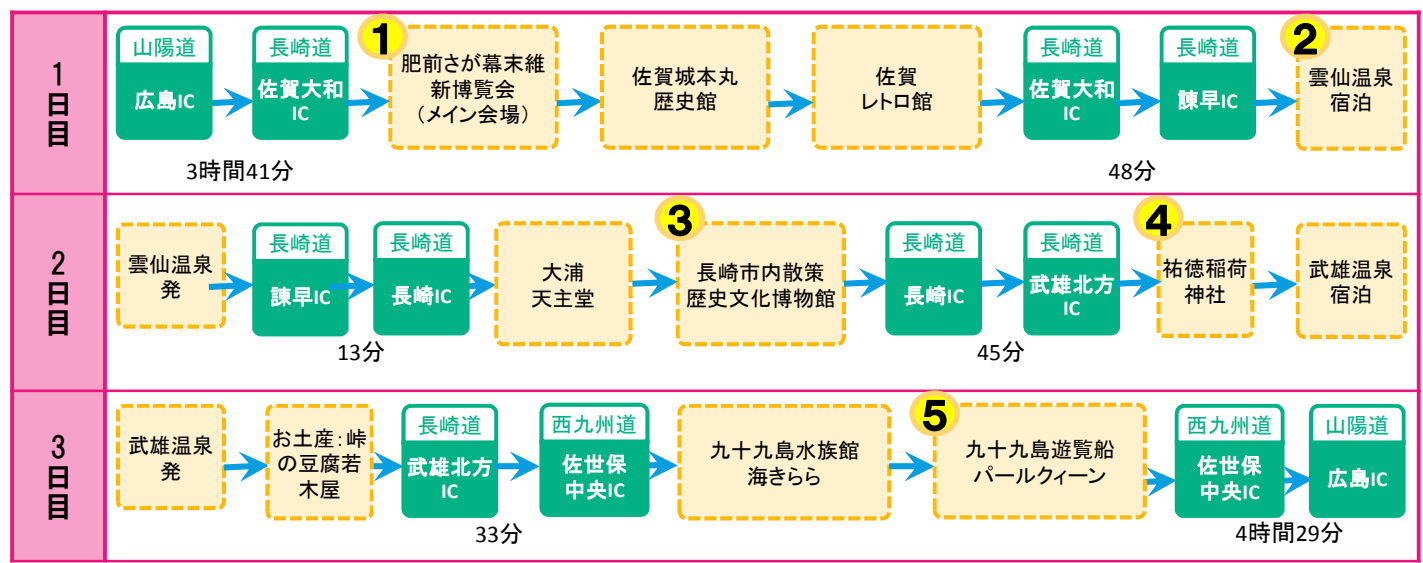 1
日
目
山陽道
広島IC
長崎道
佐賀大和
IC
3時間41分
1
肥前さが幕末維
新博覧会
（メイン会場）
佐賀城本丸
歴史館
佐賀
レトロ館
長崎道
佐賀大和
IC
長崎道
諫早IC
48分
2
雲仙温泉
宿泊
2
日
目
雲仙温泉
発
長崎道
諫早IC
長崎道
長崎IC
13分
大浦
天主堂
3
長崎市内散策
歴史文化博物館
長崎道
長崎IC
長崎道
武雄北方
IC
45分
4
祐徳稲荷
神社
武雄温泉
宿泊
3
日
目
武雄温泉
発
お土産：峠
の豆腐若
木屋
長崎道
武雄北方
IC
西九州道
佐世保
中央IC
33分
九十九島水族館
海きらら
5
九十九島遊覧船
パールクィーン
西九州道
佐世保
中央IC
山陽道
広島IC
4時間29分